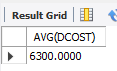 Result Grid
AVG(DCOST)
6300.0000